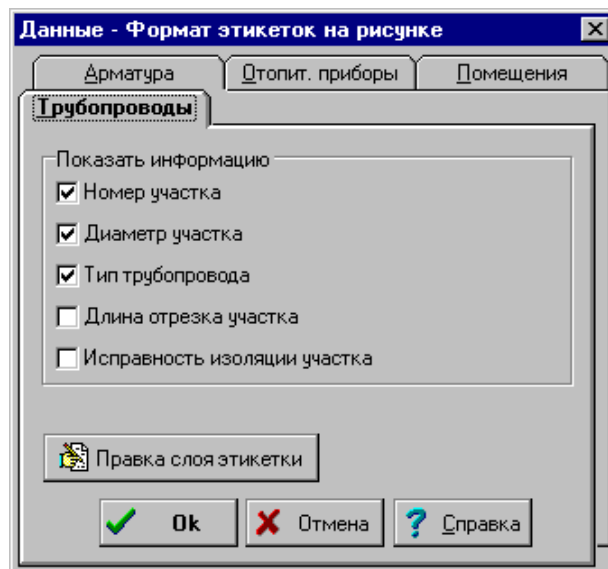 Данные - Формат этикеток на рисунке
Арматура Отопит. приборы Помещения
Трубопроводы
Показать информацию
Номер участка
Диаметр участка
Тип трубопровода
Длина отрезка участка
Исправность изоляции участка
Правка слоя этикетки
Ok Отмена Справка